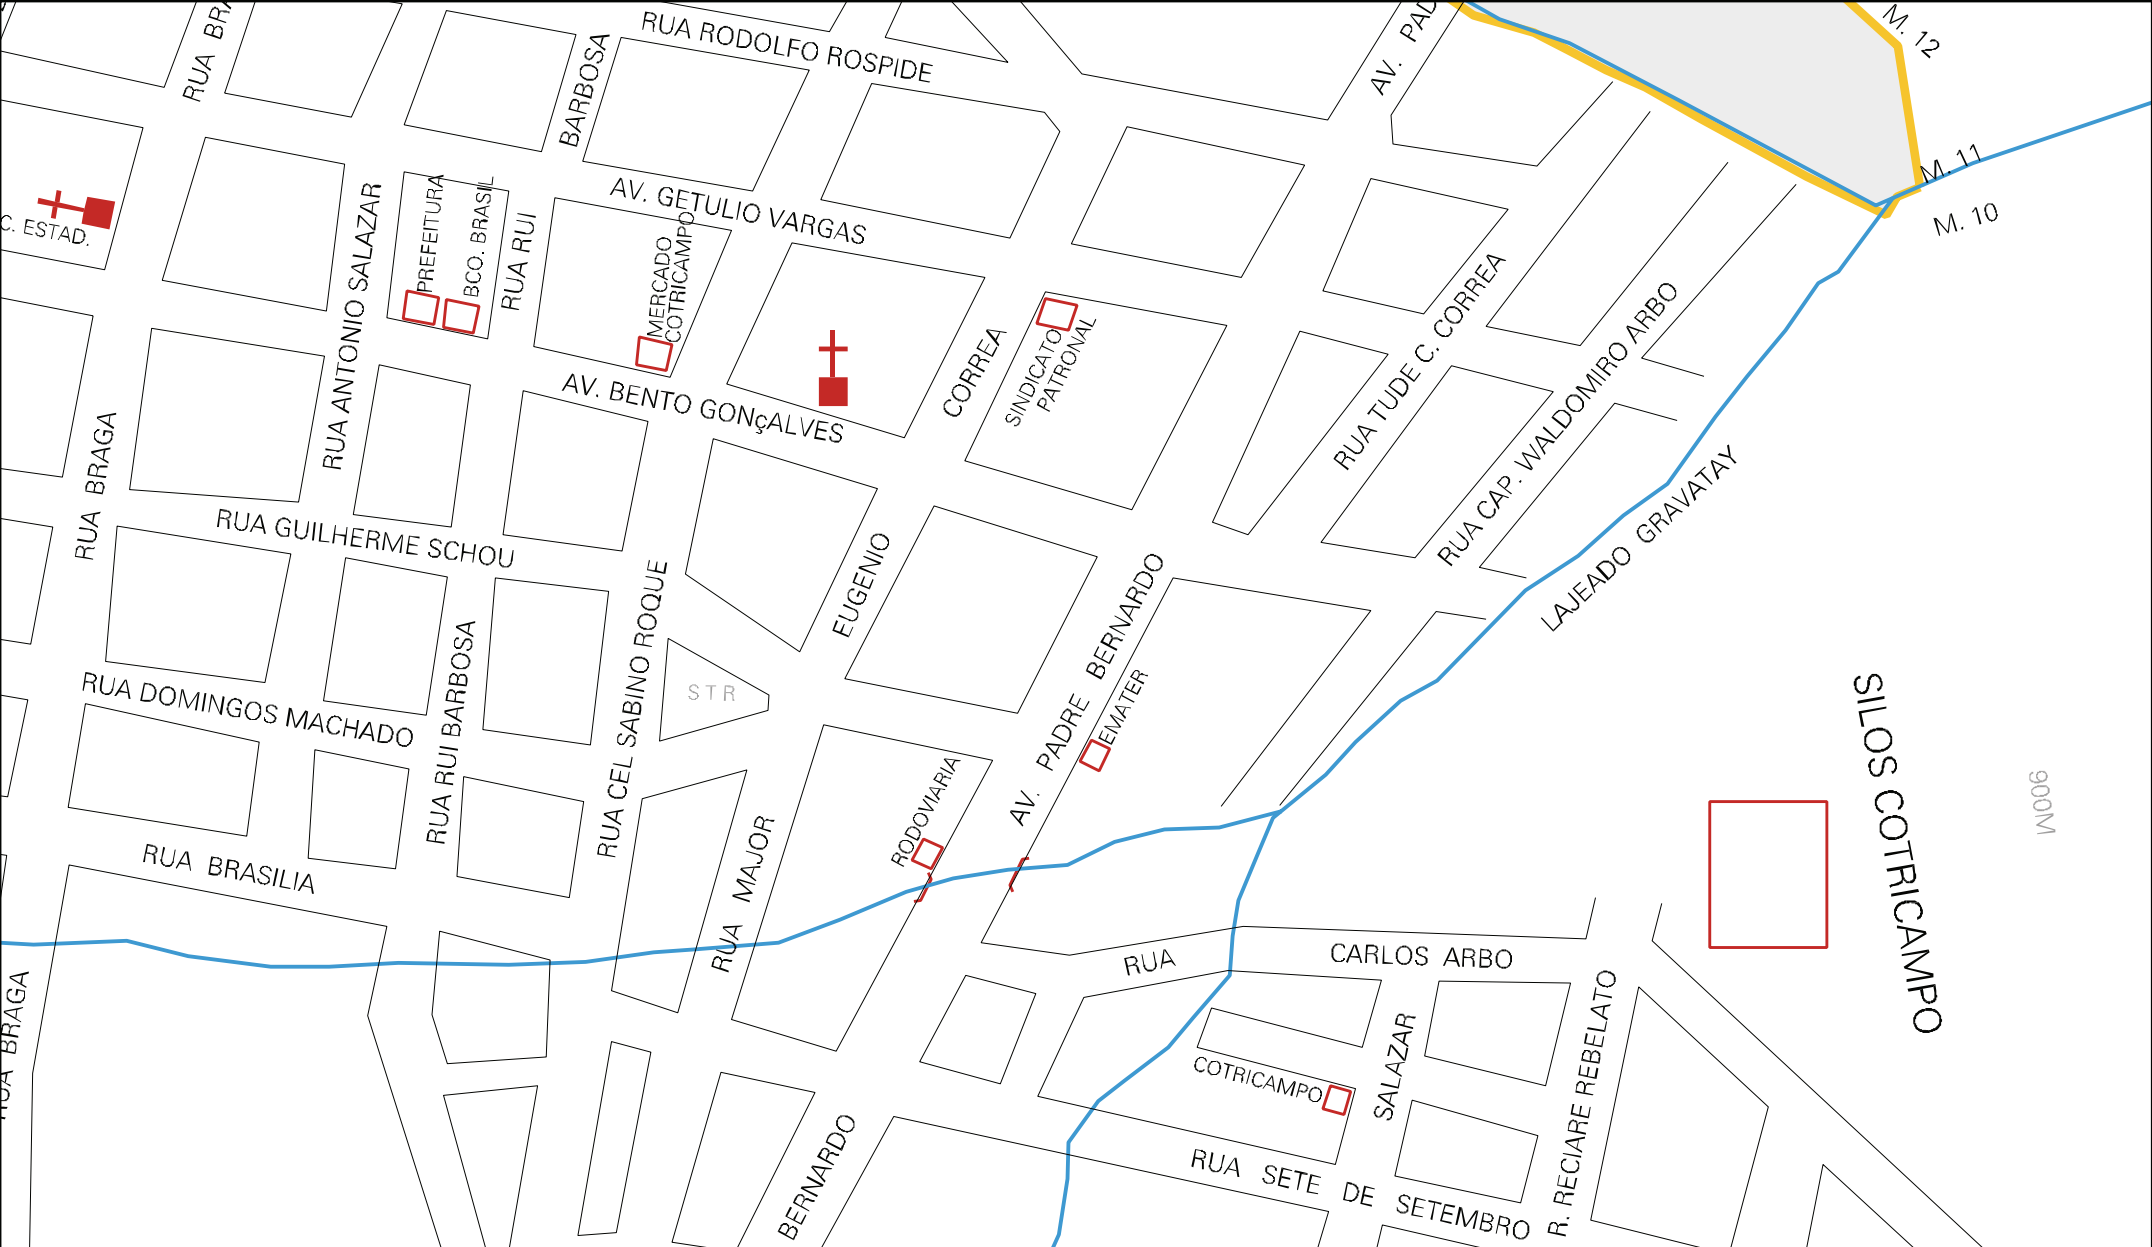 RUA BRA
BARBOSA
RUA RODOLFO ROSPIDE
AV. PAD
M. 12
M. 11
M. 10
C. ESTAD.
RUA ANTONIO SALAZAR
PREFEITURA
BCO. BRASIL
RUA RUI
AV. GETULIO VARGAS
MERCADO
COTRICAMPO
AV. BENTO GONçALVES
CORREA
SINDICATO
PATRONAL
RUA TUDE C. CORREA
RUA CAP. WALDOMIRO ARBO
LAJEADO GRAVATAY
RUA BRAGA
RUA GUILHERME SCHOU
EUGENIO
RUA DOMINGOS MACHADO
RUA RUI BARBOSA
RUA CEL SABINO ROQUE
S T R
AV. PADRE BERNARDO
EMATER
RODOVIARIA
RUA MAJOR
RUA BRASILIA
SILOS COTRICAMPO
900M
RUA BRAGA
RUA CARLOS ARBO
COTRICAMPO
SALAZAR
R. RECIARE REBELATO
BERNARDO
RUA SETE DE SETEMBRO